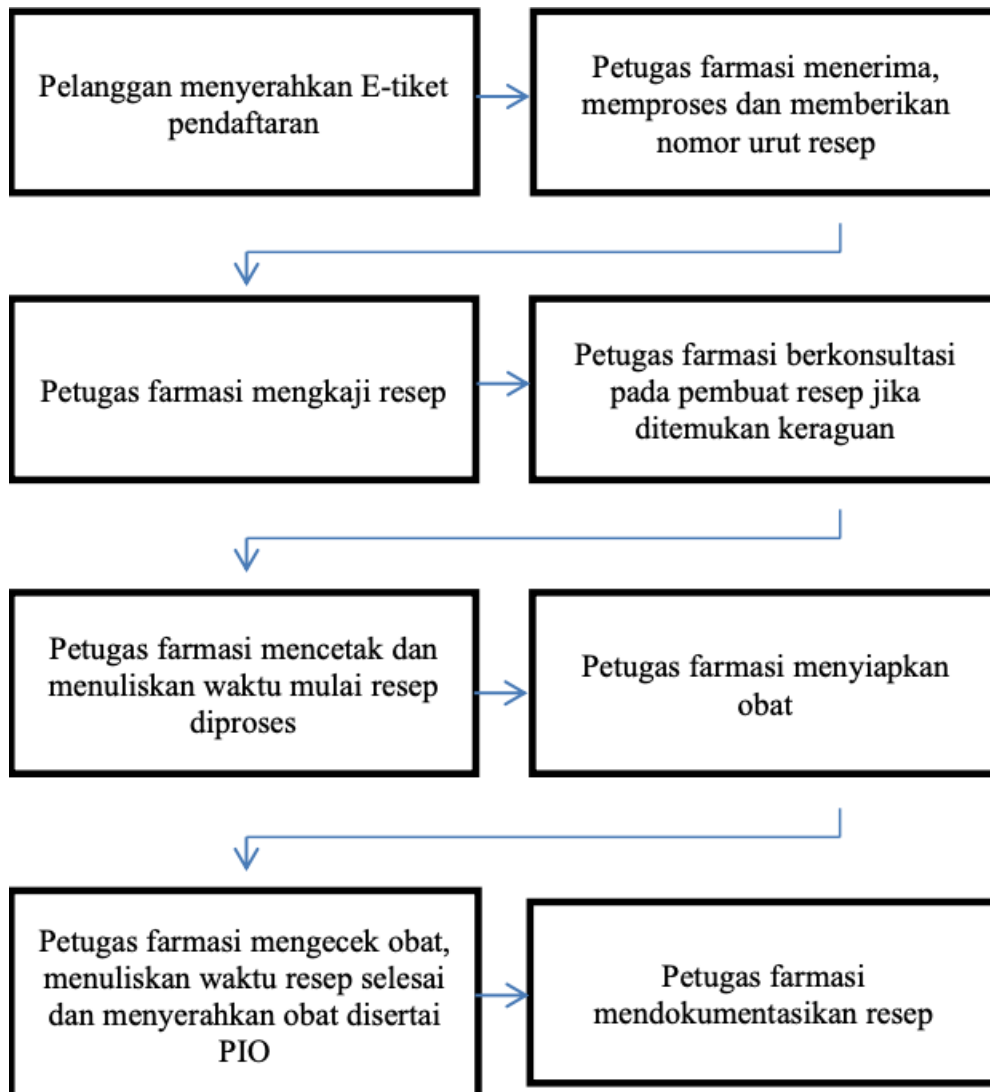 Pelanggan menyerahkan E-tiket
pendaftaran
Petugas farmasi menerima,
memproses dan memberikan
nomor urut resep
Petugas farmasi mengkaji resep
Petugas farmasi berkonsultasi
pada pembuat resep jika
ditemukan keraguan
Petugas farmasi mencetak dan
menuliskan waktu mulai resep
diproses
Petugas farmasi menyiapkan
obat
Petugas farmasi mengecek obat,
menuliskan waktu resep selesai
dan menyerahkan obat disertai
PIO
Petugas farmasi
mendokumentasikan resep